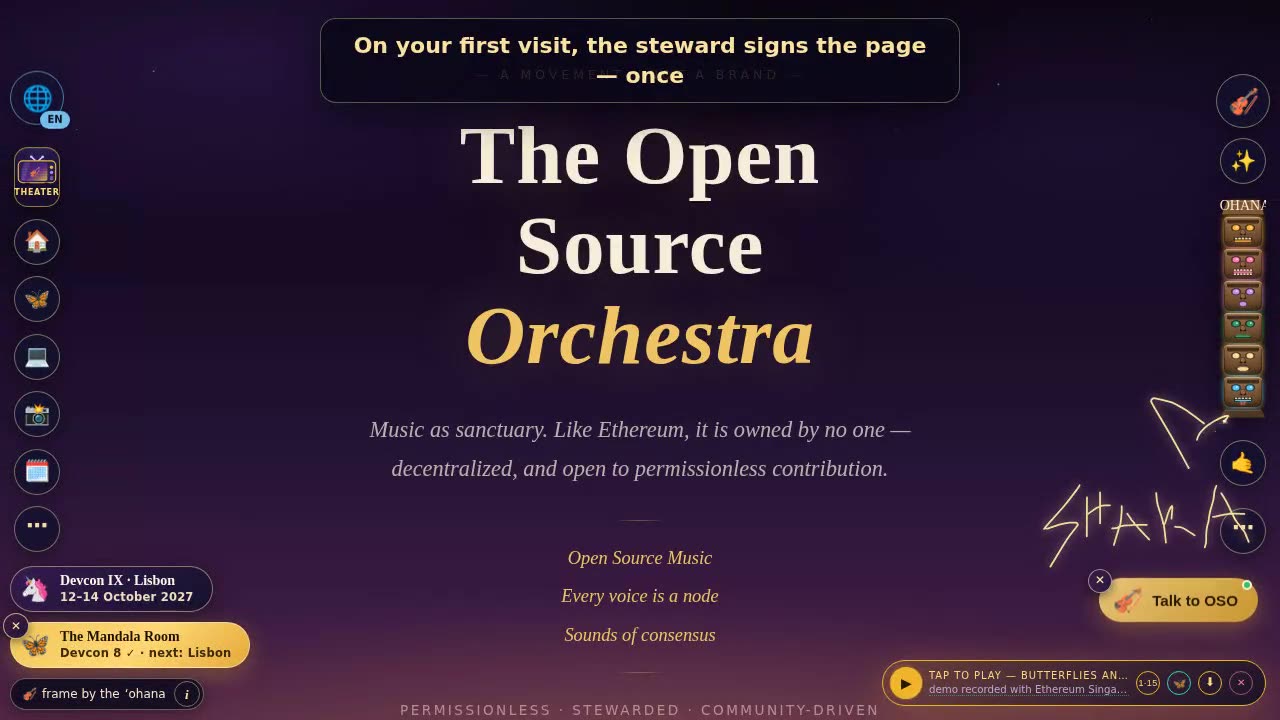 On your first visit, the steward signs the page
— once
— A MOVEMENT A BRAND —
The Open
Source
Orchestra
Music as sanctuary. Like Ethereum, it is owned by no one —
decentralized, and open to permissionless contribution.
Open Source Music
Every voice is a node
Sounds of consensus
PERMISSIONLESS · STEWARDED · COMMUNITY-DRIVEN
EN
THEATER
Devcon IX · Lisbon
12–14 October 2027
The Mandala Room
Devcon 8 ✓ · next: Lisbon
frame by the ʻohana
i
OHANA
SHAKA
Talk to OSO
TAP TO PLAY — BUTTERFLIES AN…
demo recorded with Ethereum Singa…
1-15